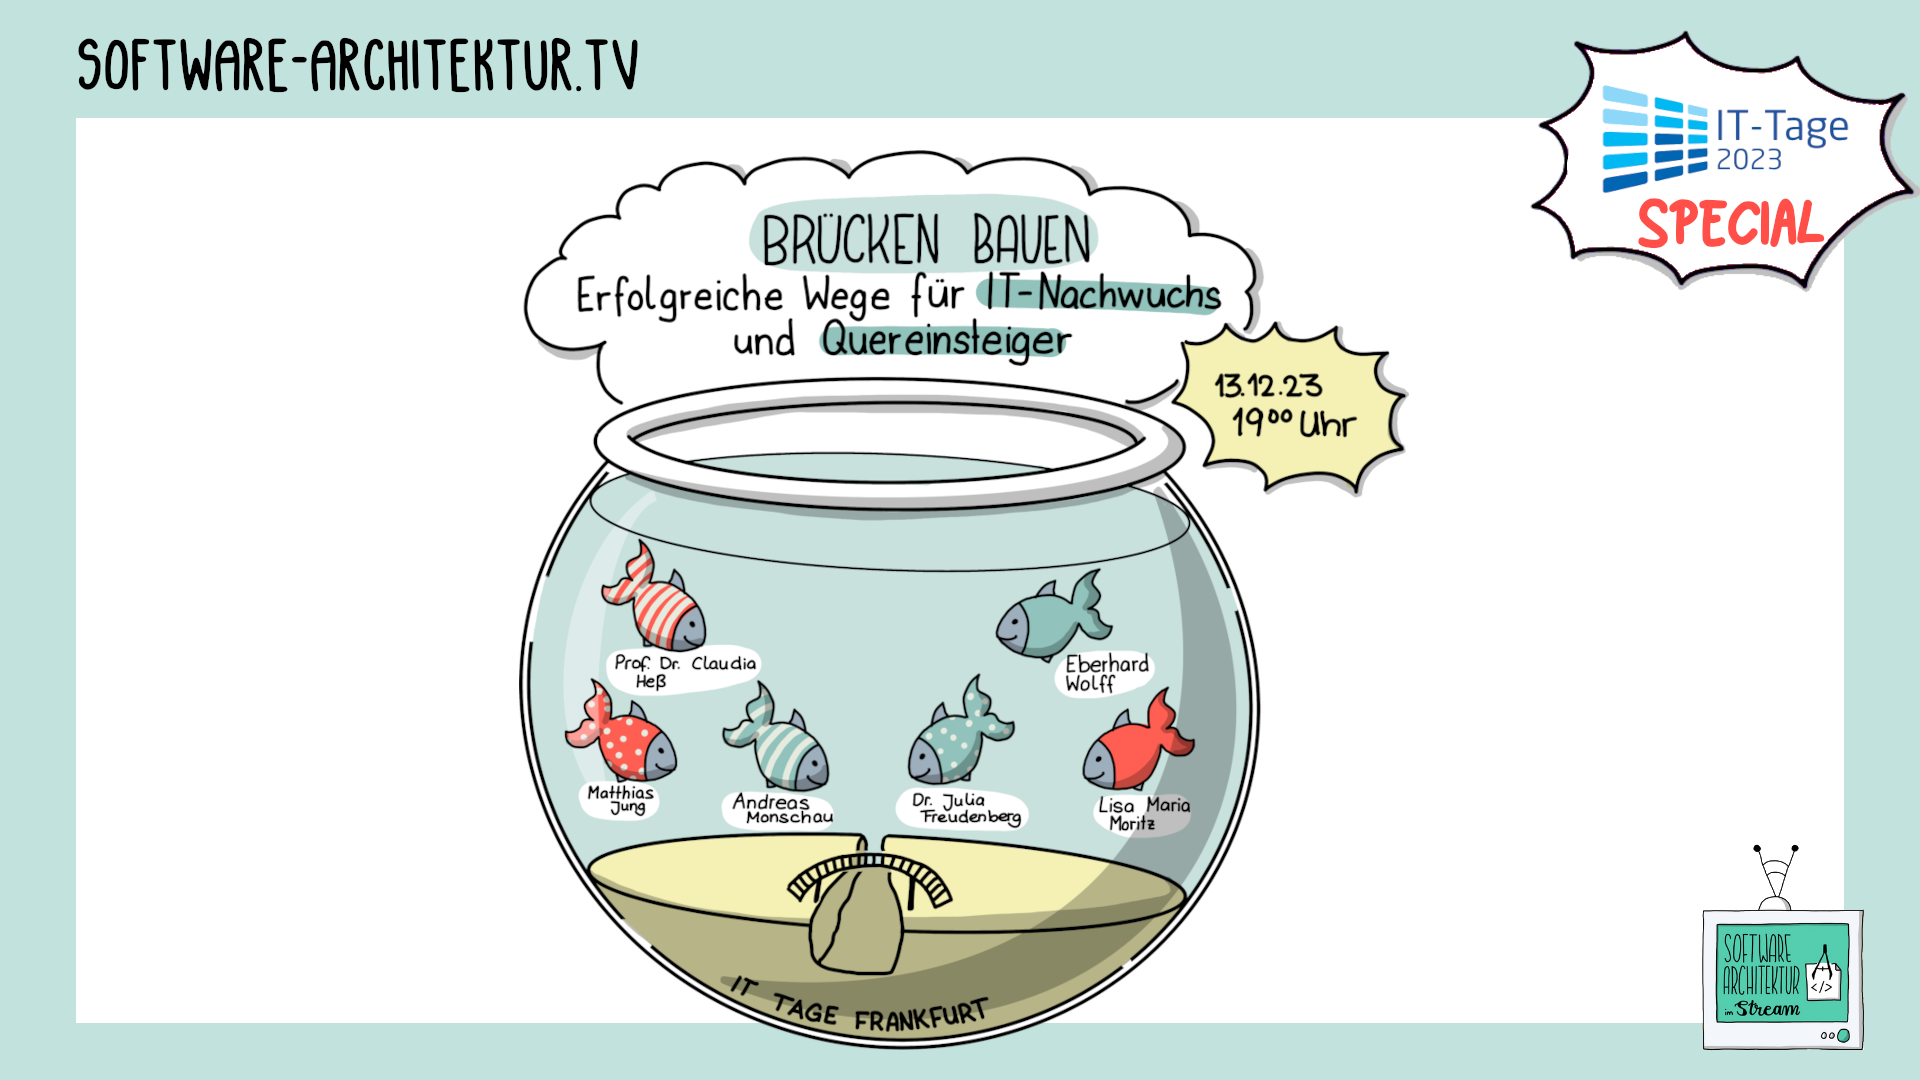 SOFTWARE-ARCHITEKTUR.TV
IT-Tage
2023
SPECIAL
BRÜCKEN BAUEN
Erfolgreiche Wege für IT-Nachwuchs
und Quereinsteiger
13.12.23
19⁰⁰ Uhr
Prof. Dr. Claudia
Heß
Eberhard
Wolff
Matthias
Jung
Andreas
Monschau
Dr. Julia
Freudenberg
Lisa Maria
Moritz
IT TAGE FRANKFURT
SOFTWARE
ARCHITEKTUR
</>
im Stream